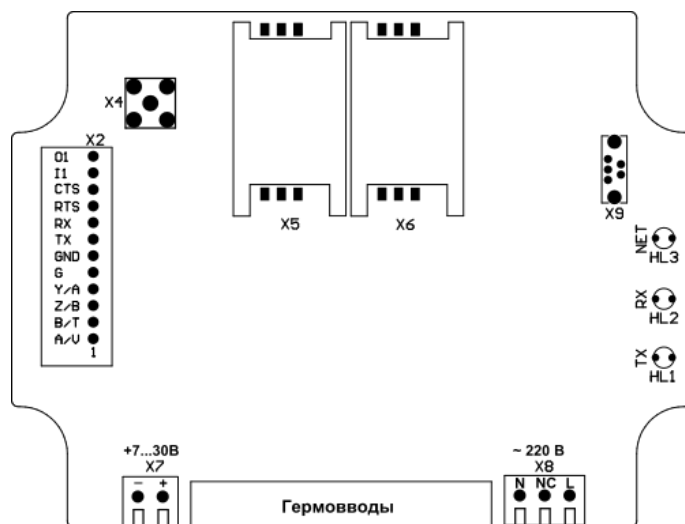 X4
X2
O1
I1
CTS
RTS
RX
TX
GND
G
Y/A
Z/B
B/T
A/V
1
X5
X6
X9
NET
HL3
RX
HL2
TX
HL1
+7...30В
X7
- +
~ 220 В
X8
N NC L
Гермовводы